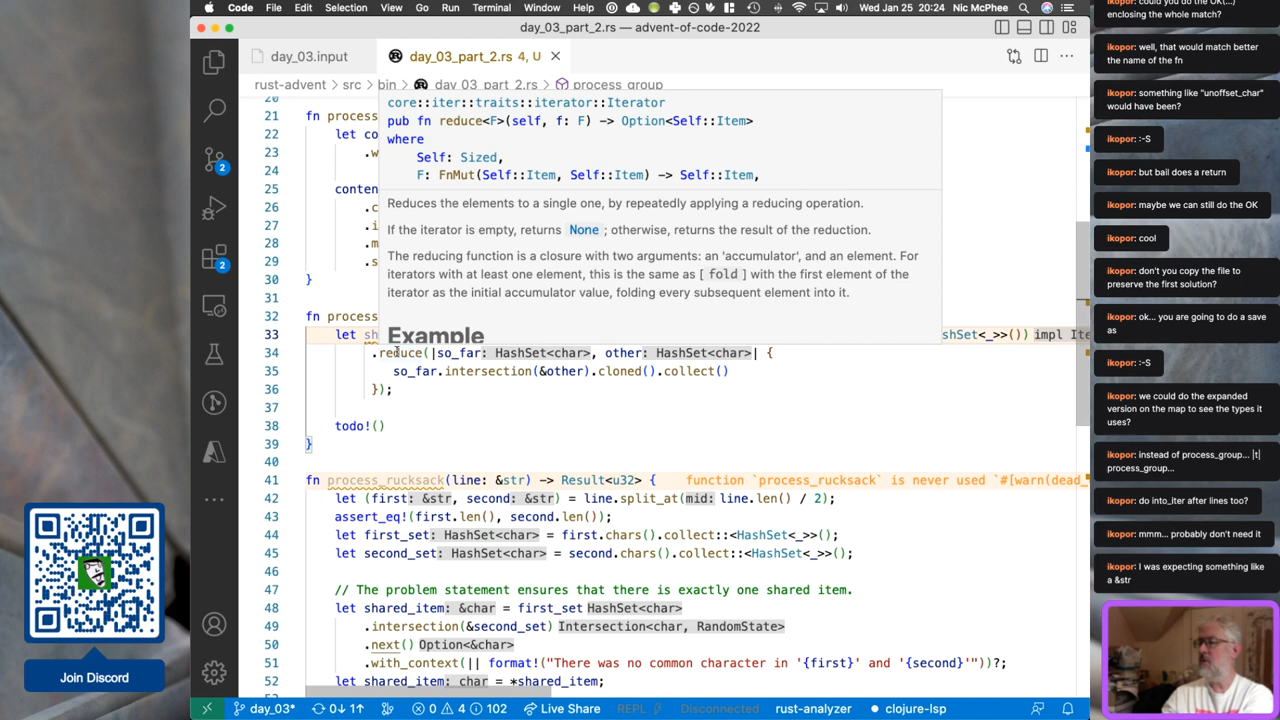 Code File Edit Selection View Go Run Terminal Window Help Wed Jan 25 20:24 Nic McPhee
day_03_part_2.rs — advent-of-code-2022
day_03.input
day_03_part_2.rs 4, U
rust-advent > src > bin > day_03_part_2.rs > process_group
20
21 fn process
22 let co
23 .w
24
25 conten
26 .c
27 .i
28 .m
29 .s
30 }
31
32 fn process
33 let sh
ashSet<_>>()) impl Ite
34 .reduce(|so_far: HashSet<char>, other: HashSet<char>| {
35 so_far.intersection(&other).cloned().collect()
36 });
37
38 todo!()
39 }
40
41 fn process_rucksack(line: &str) -> Result<u32> { function `process_rucksack` is never used `#[warn(dead_
42 let (first: &str, second: &str) = line.split_at(mid: line.len() / 2);
43 assert_eq!(first.len(), second.len());
44 let first_set: HashSet<char> = first.chars().collect::<HashSet<_>>();
45 let second_set: HashSet<char> = second.chars().collect::<HashSet<_>>();
46
47 // The problem statement ensures that there is exactly one shared item.
48 let shared_item: &char = first_set HashSet<char>
49 .intersection(&second_set) Intersection<char, RandomState>
50 .next() Option<&char>
51 .with_context(|| format!("There was no common character in '{first}' and '{second}'"))?;
52 let shared_item: char = *shared_item;
core::iter::traits::iterator::Iterator
pub fn reduce<F>(self, f: F) -> Option<Self::Item>
where
Self: Sized,
F: FnMut(Self::Item, Self::Item) -> Self::Item,
Reduces the elements to a single one, by repeatedly applying a reducing operation.
If the iterator is empty, returns None; otherwise, returns the result of the reduction.
The reducing function is a closure with two arguments: an 'accumulator', and an element. For
iterators with at least one element, this is the same as [ fold ] with the first element of the
iterator as the initial accumulator value, folding every subsequent element into it.
Example
2
2
day_03* 0↓ 1↑ 0 4 102 Live Share REPL Disconnected rust-analyzer clojure-lsp
Join Discord
ikopor: could you do the OK(...)
enclosing the whole match?
ikopor: well, that would match better
the name of the fn
ikopor: something like "unoffset_char"
would have been?
ikopor: :-S
ikopor: but bail does a return
ikopor: maybe we can still do the OK
ikopor: cool
ikopor: don't you copy the file to
preserve the first solution?
ikopor: ok... you are going to do a save
as
ikopor: :-S
ikopor: we could do the expanded
version on the map to see the types it
uses?
ikopor: instead of process_group... |t|
process_group...
ikopor: do into_iter after lines too?
ikopor: mmm... probably don't need it
ikopor: I was expecting something like
a &str